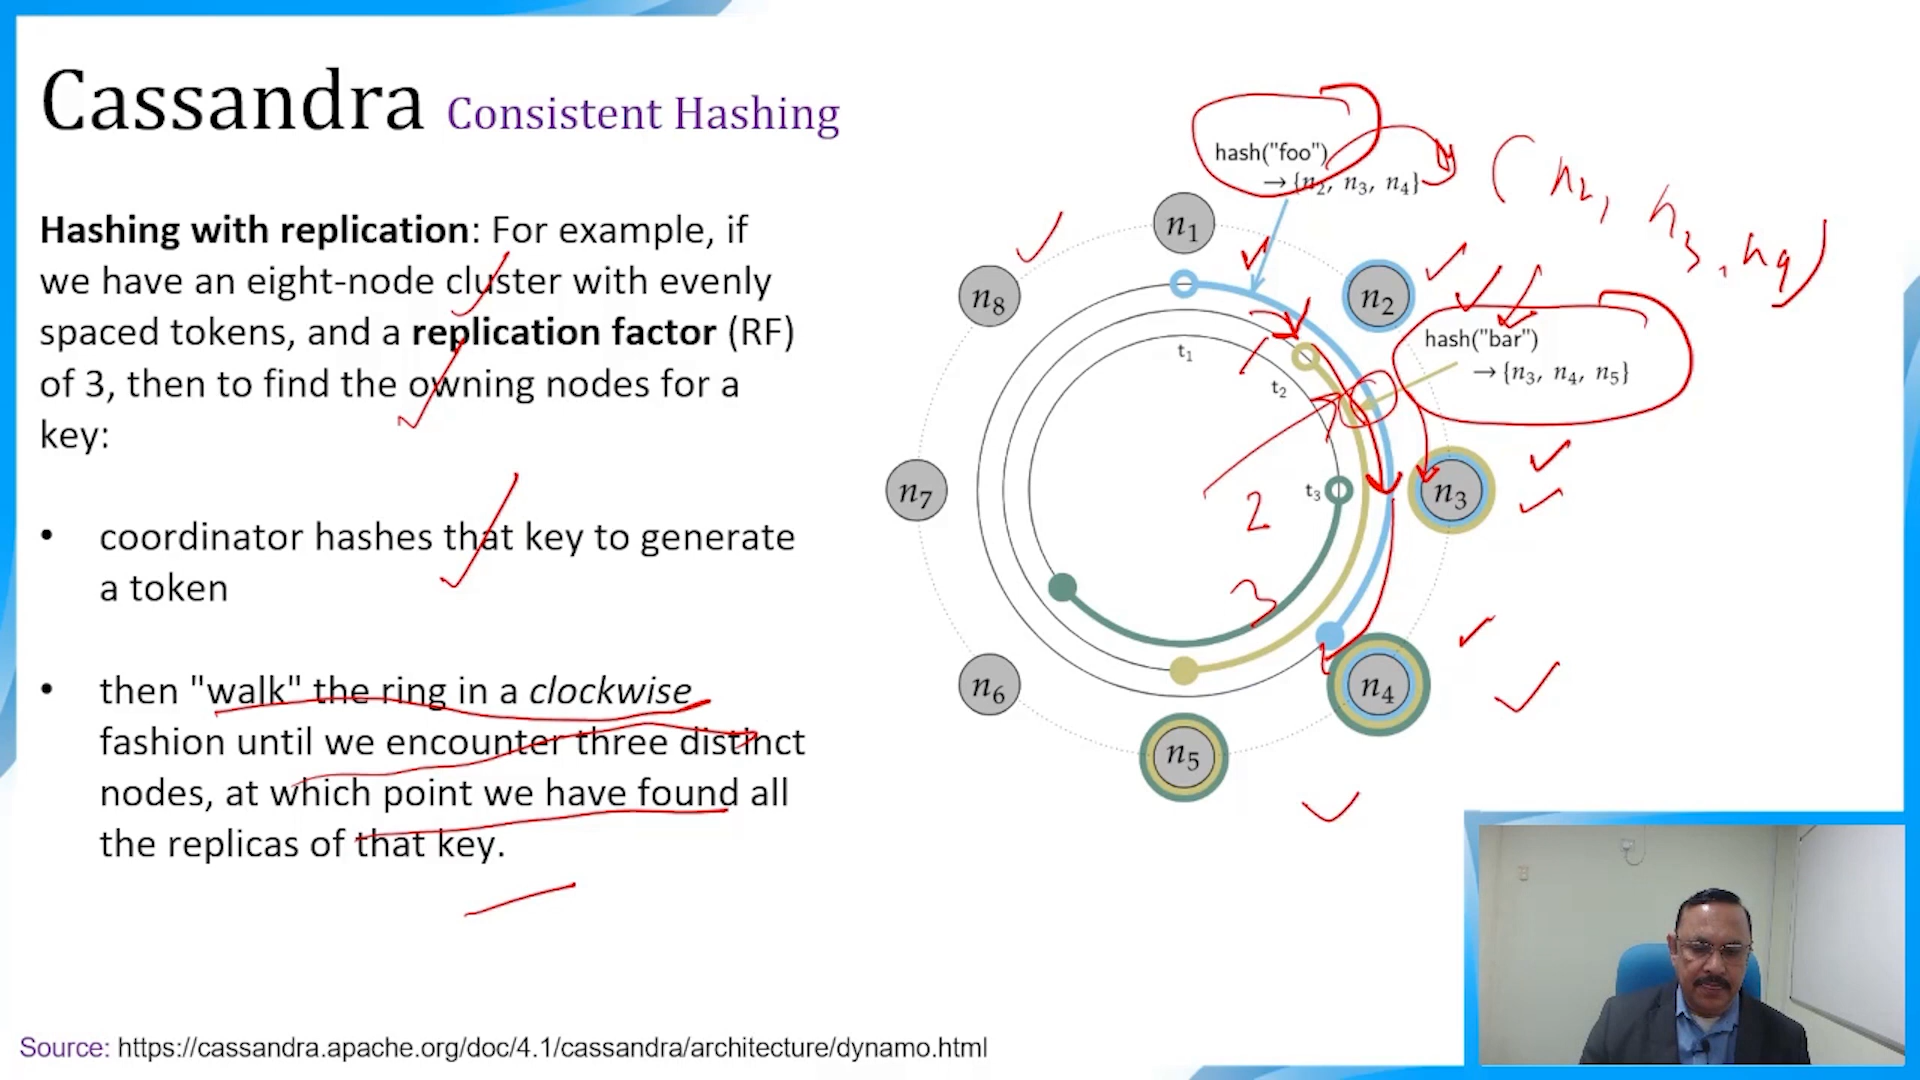 Cassandra Consistent Hashing
Hashing with replication: For example, if
we have an eight-node cluster with evenly
spaced tokens, and a replication factor (RF)
of 3, then to find the owning nodes for a
key:
• coordinator hashes that key to generate
a token
• then "walk" the ring in a clockwise
fashion until we encounter three distinct
nodes, at which point we have found all
the replicas of that key.
hash("foo")
→ {n2, n3, n4}
(n2, n3, n4)
n1
n8
n2
hash("bar")
→ {n3, n4, n5}
t1
1
t2
n7
t3
n3
2
3
n6
n4
n5
Source: https://cassandra.apache.org/doc/4.1/cassandra/architecture/dynamo.html